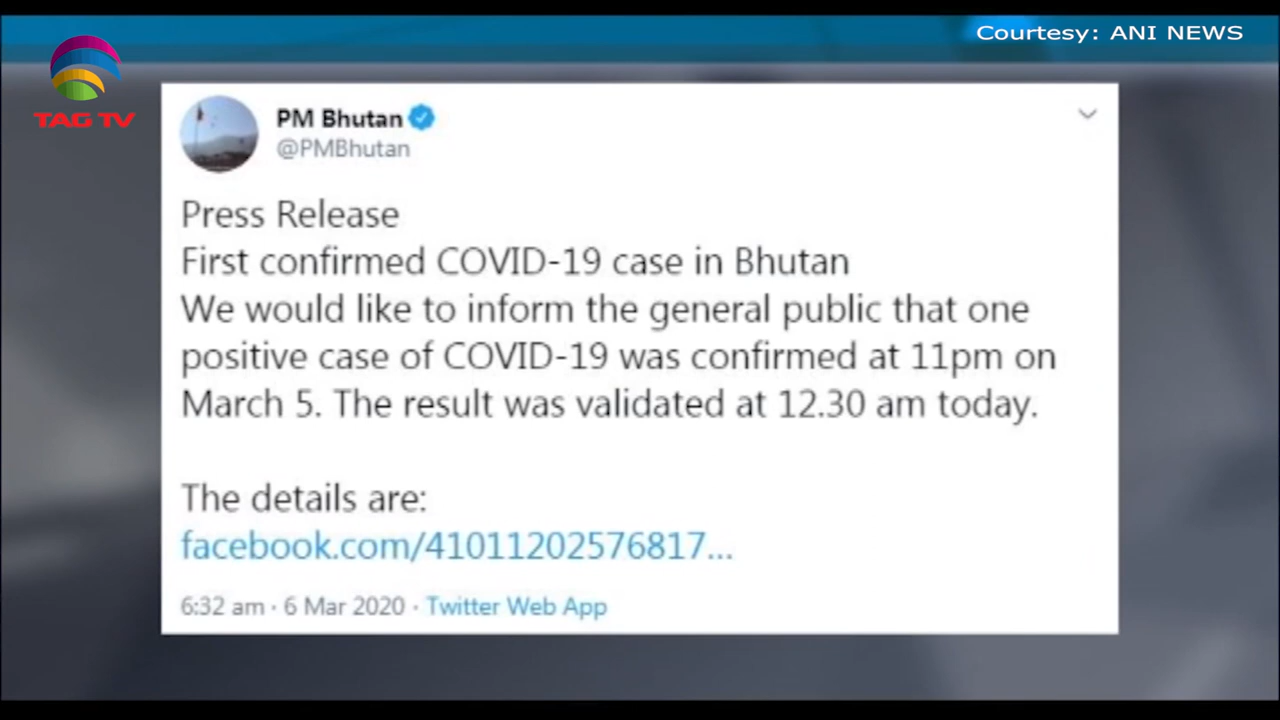 Courtesy: ANI NEWS
TAG TV
PM Bhutan
@PMBhutan
Press Release
First confirmed COVID-19 case in Bhutan
We would like to inform the general public that one
positive case of COVID-19 was confirmed at 11pm on
March 5. The result was validated at 12.30 am today.
The details are:
facebook.com/41011202576817...
6:32 am · 6 Mar 2020 · Twitter Web App